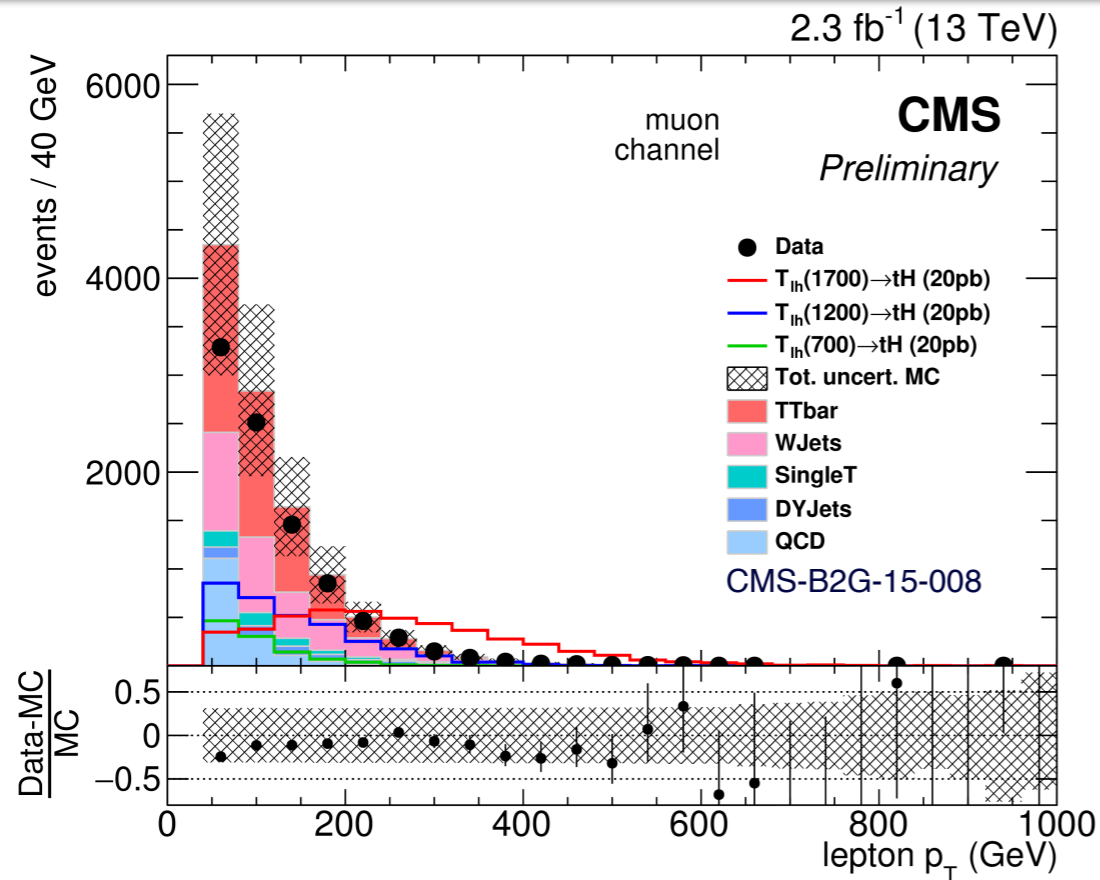 2.3 fb-1 (13 TeV)
events / 40 GeV
6000
4000
2000
muon
channel
CMS
Preliminary
Data
Tlh(1700)→tH (20pb)
Tlh(1200)→tH (20pb)
Tlh(700)→tH (20pb)
Tot. uncert. MC
TTbar
WJets
SingleT
DYJets
QCD
CMS-B2G-15-008
Data-MC
MC
0.5
0
−0.5
0 200 400 600 800 1000
lepton pT (GeV)